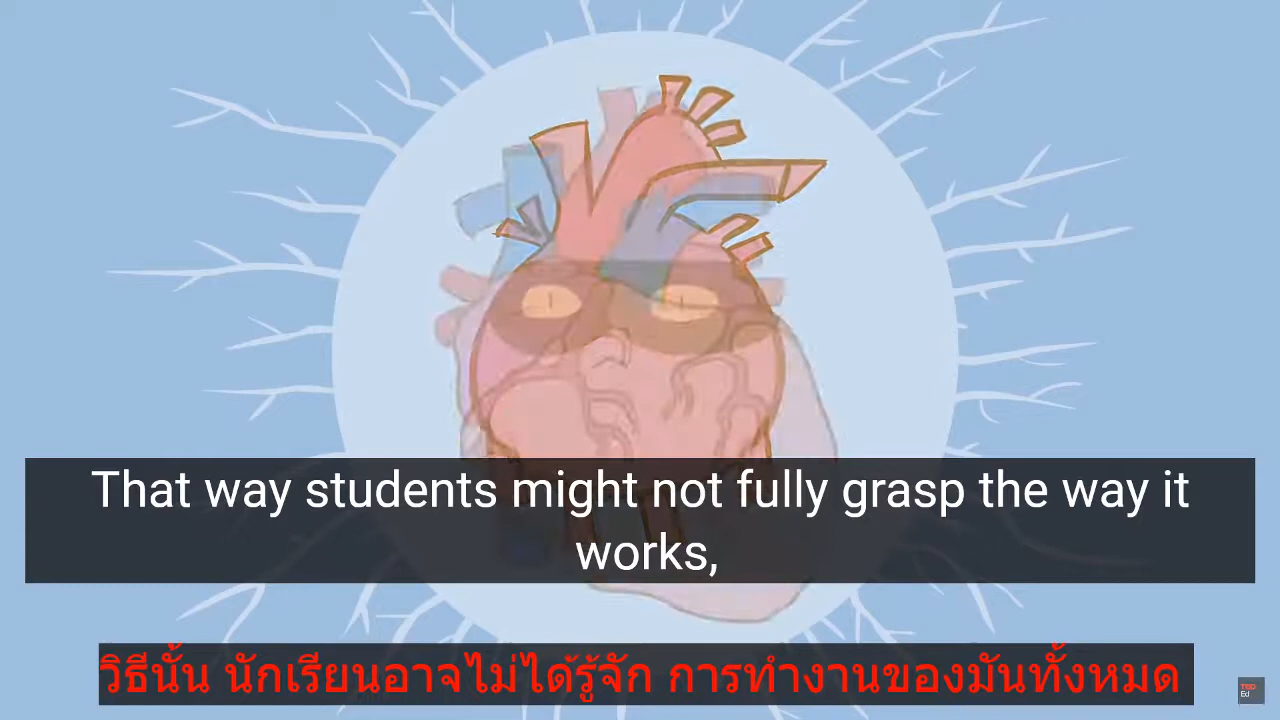 That way students might not fully grasp the way it
works,
วิธีนั้น นักเรียนอาจไม่ได้รู้จัก การทำงานของมันทั้งหมด
TED
Ed